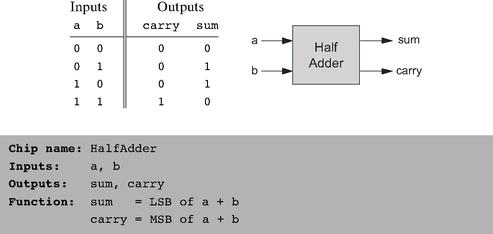 Inputs Outputs
a b carry sum
0 0 0 0
0 1 0 1
1 0 0 1
1 1 1 0
a Half Adder sum
b carry
Chip name: HalfAdder
Inputs: a, b
Outputs: sum, carry
Function: sum = LSB of a + b
carry = MSB of a + b